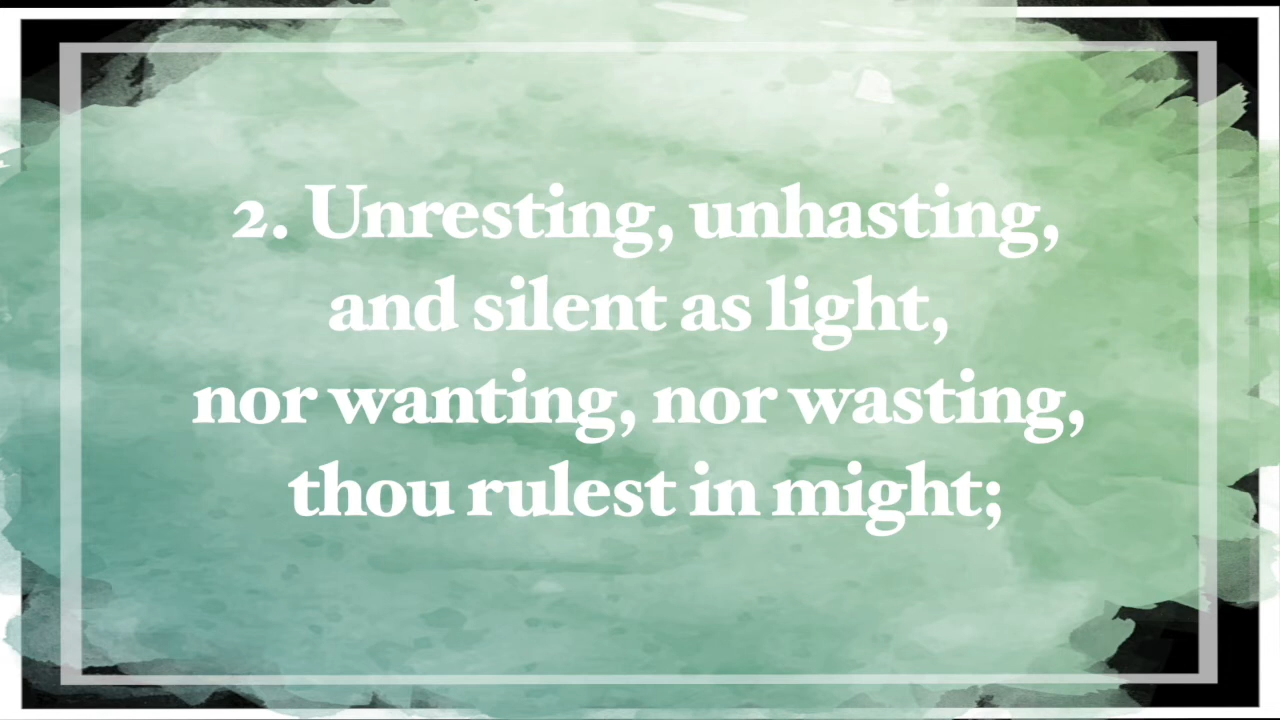 2. Unresting, unhasting,
and silent as light,
nor wanting, nor wasting,
thou rulest in might;